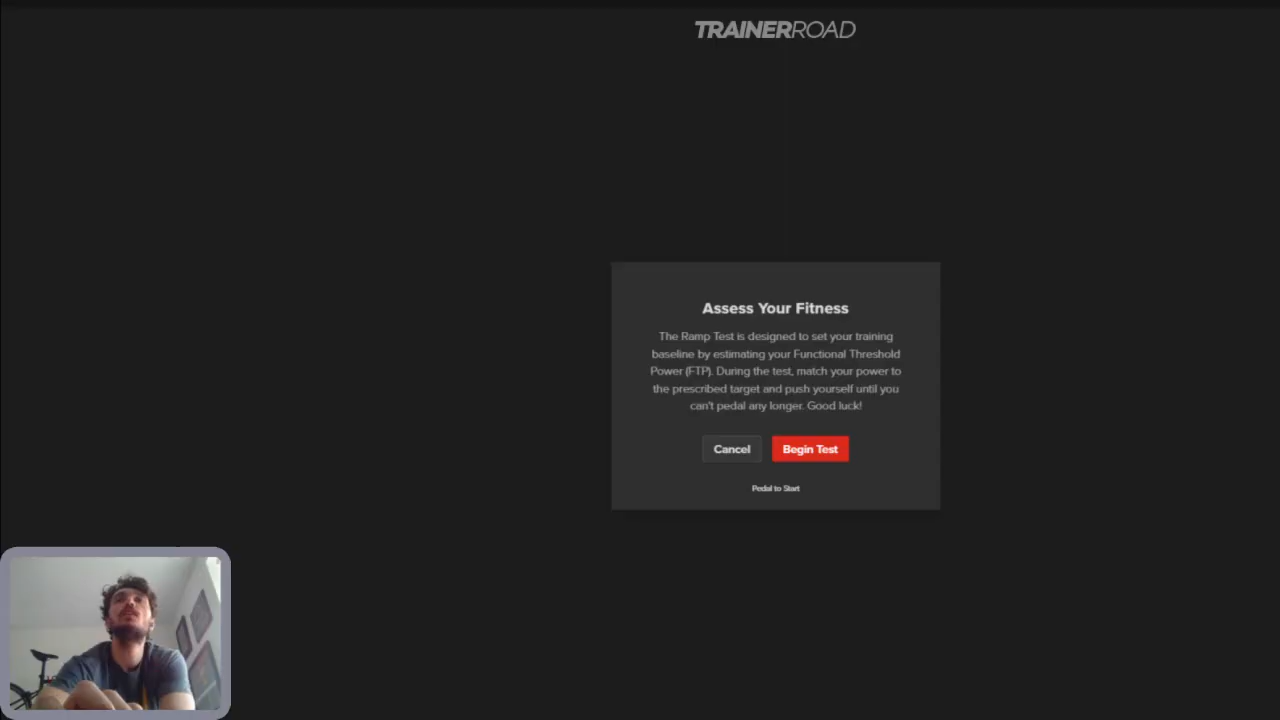 TRAINERROAD
Assess Your Fitness
The Ramp Test is designed to set your training
baseline by estimating your Functional Threshold
Power (FTP). During the test, match your power to
the prescribed target and push yourself until you
can't pedal any longer. Good luck!
Cancel Begin Test
Pedal to Start